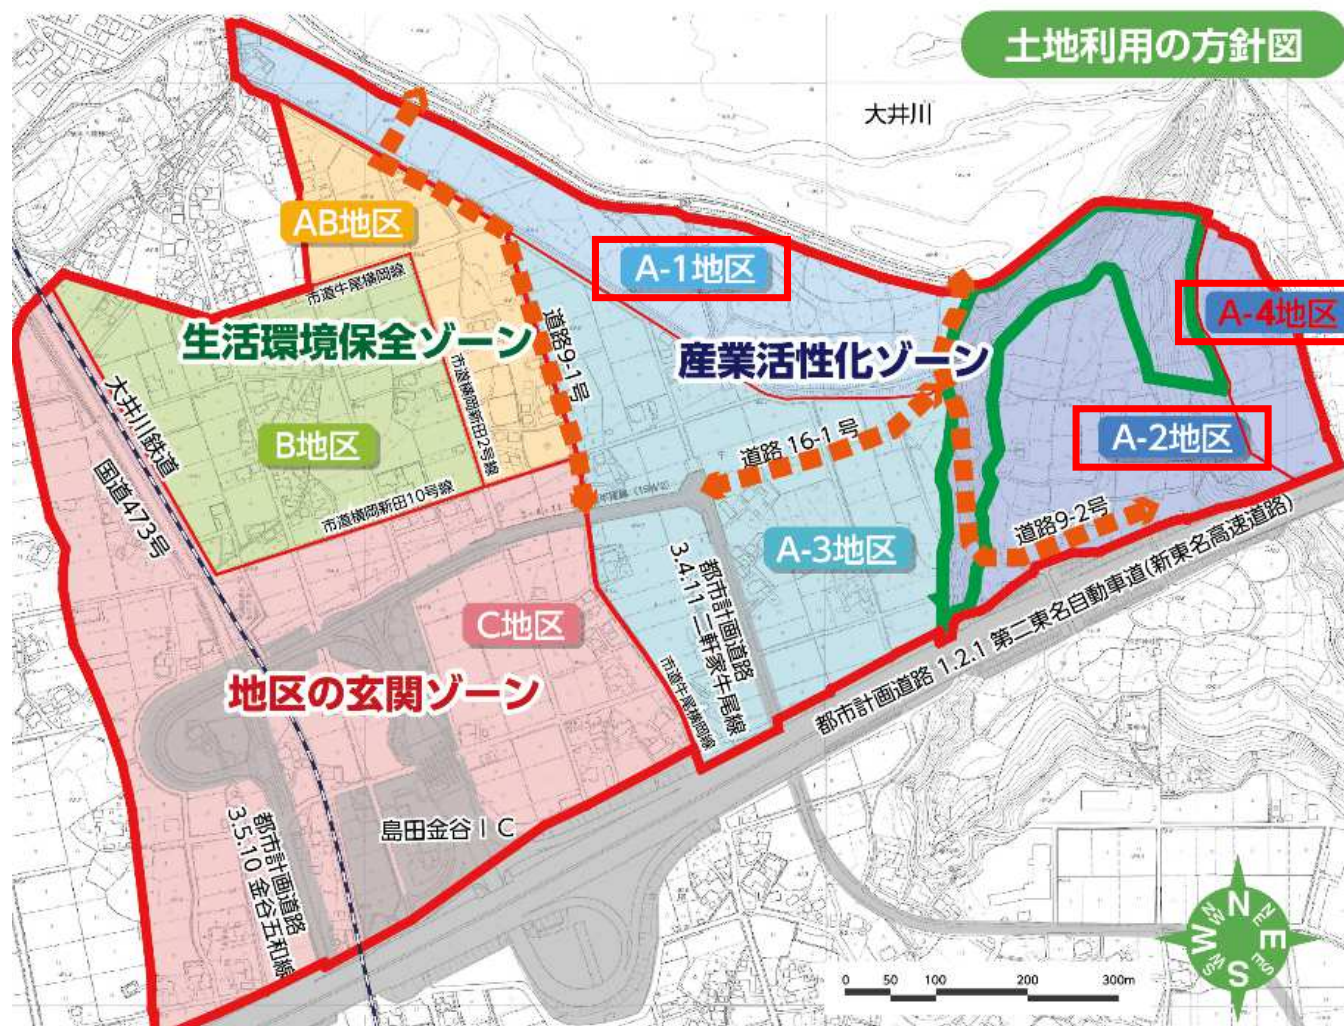 土地利用の方針図
大井川
AB地区
A-1地区
A-4地区
市道牛尾横岡線
生活環境保全ゾーン
道路9-1号
産業活性化ゾーン
大井川鉄道
国道473号
B地区
市道横岡新田2号線
A-2地区
道路 16-1 号
市道横岡新田10号線
道路9-2号
A-3地区
都市計画道路
3.4.11 二軒家牛尾線
C地区
地区の玄関ゾーン
市道牛尾横岡線
都市計画道路 1.2.1 第二東名自動車道(新東名高速道路)
島田金谷IC
都市計画道路
3.5.10 金谷五和線
N
NE
E
ES
S
SW
W
NW
0 50 100 200 300m